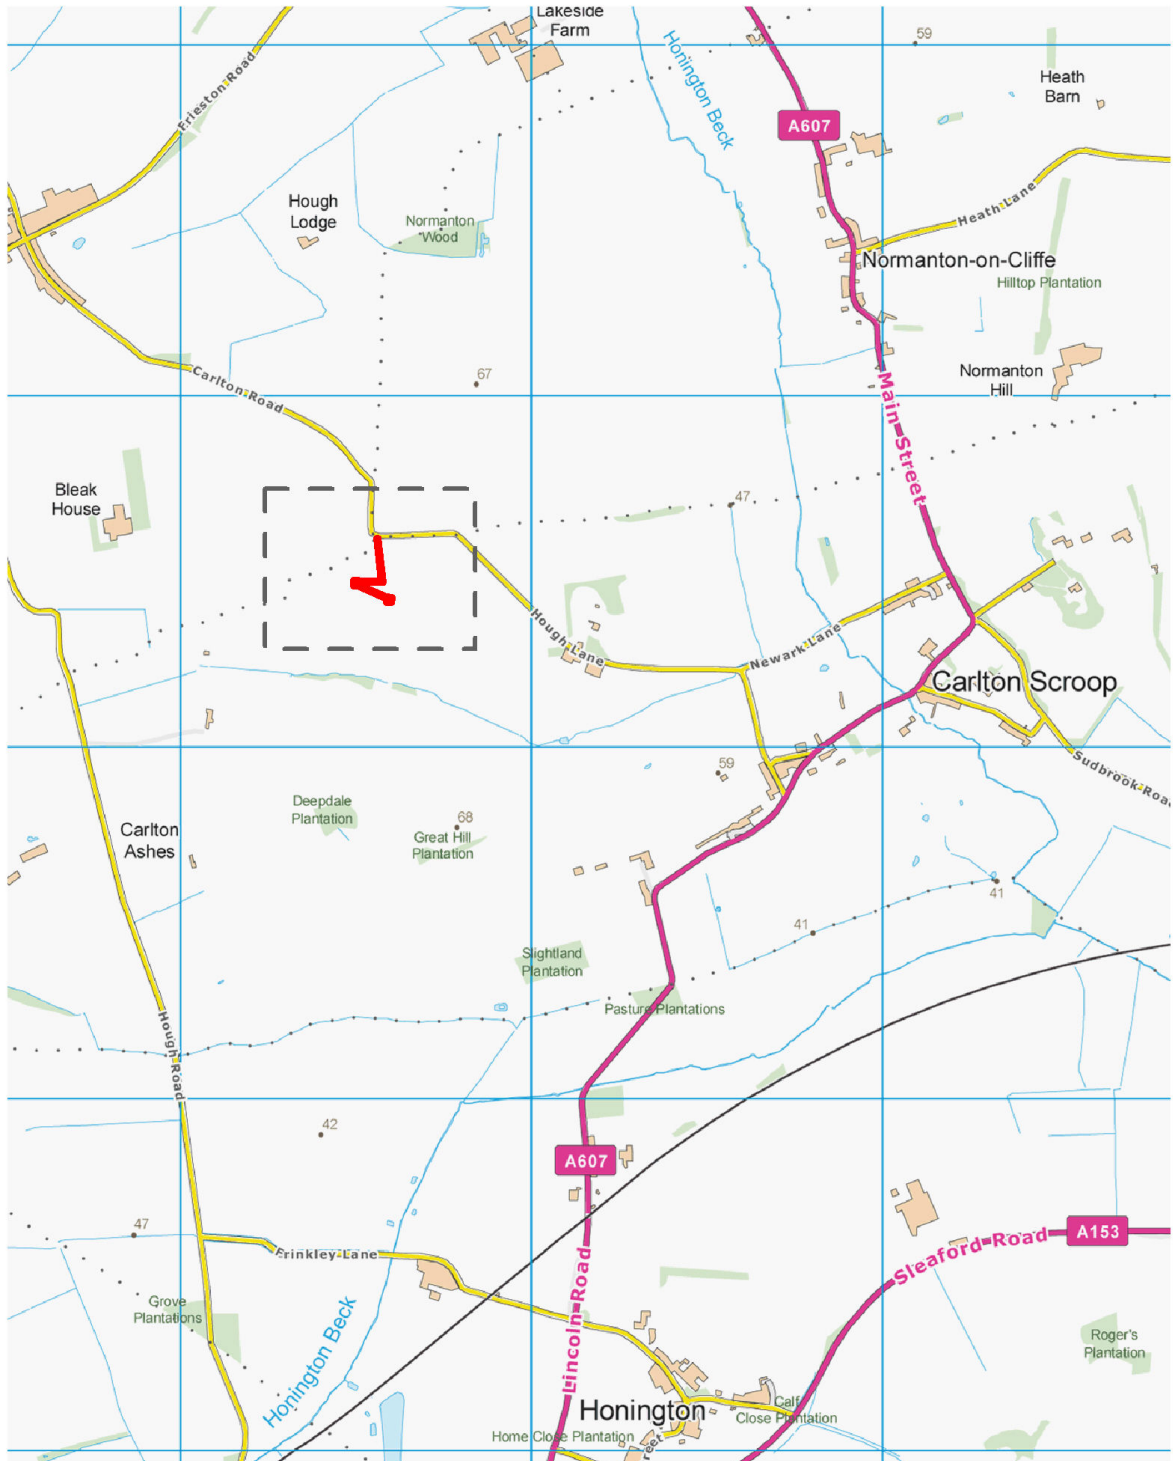 Lakeside
Farm
59
Honington Beck
Heath
Barn
A607
Frieston Road
Hough
Lodge
Normanton
Wood
Heath Lane
Normanton-on-Cliffe
Hilltop Plantation
Carlton Road
67
Normanton
Hill
Main Street
Bleak
House
47
Hough Lane
Newark Lane
Carlton Scroop
Sudbrook Roa
59
Deepdale
Plantation
68
Great Hill
Plantation
Carlton
Ashes
41
41
Slightland
Plantation
Pasture Plantations
Hough Road
42
A607
47
Frinkley Lane
Sleaford Road
A153
Grove
Plantations
Honington Beck
Lincoln Road
Roger's
Plantation
Honington
Calf
Close Plantation
Home Close Plantation
reet